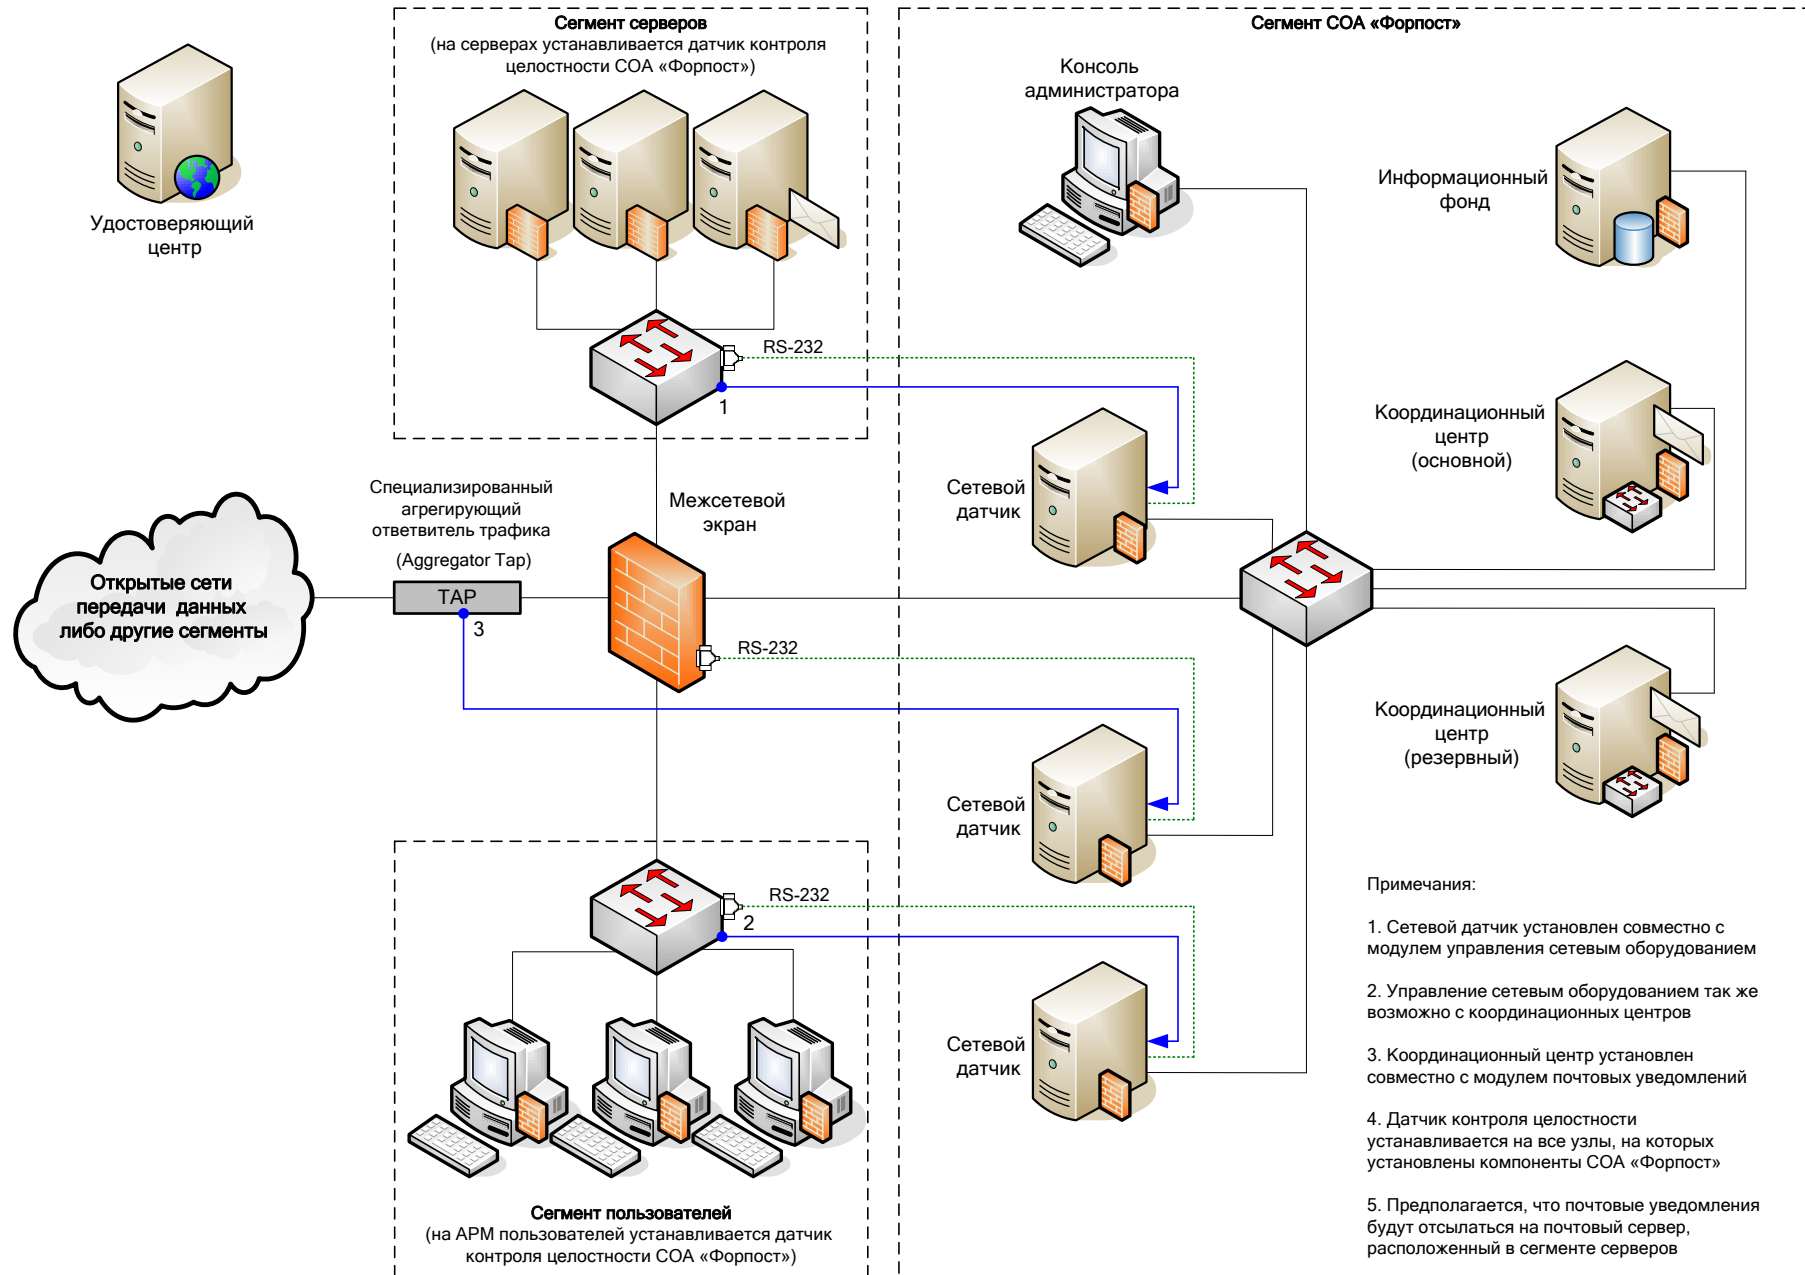 Сегмент серверов
(на серверах устанавливается датчик контроля
целостности СОА «Форпост»)
Сегмент СОА «Форпост»
Удостоверяющий
центр
Консоль
администратора
Информационный
фонд
RS-232
1
Координационный
центр
(основной)
Сетевой
датчик
Специализированный
агрегирующий
ответвитель трафика
(Aggregator Tap)
Межсетевой
экран
Открытые сети
передачи данных
либо другие сегменты
TAP
3
RS-232
Координационный
центр
(резервный)
Сетевой
датчик
RS-232
2
Сетевой
датчик
Сегмент пользователей
(на АРМ пользователей устанавливается датчик
контроля целостности СОА «Форпост»)
Примечания:
1. Сетевой датчик установлен совместно с
модулем управления сетевым оборудованием
2. Управление сетевым оборудованием так же
возможно с координационных центров
3. Координационный центр установлен
совместно с модулем почтовых уведомлений
4. Датчик контроля целостности
устанавливается на все узлы, на которых
установлены компоненты СОА «Форпост»
5. Предполагается, что почтовые уведомления
будут отсылаться на почтовый сервер,
расположенный в сегменте серверов